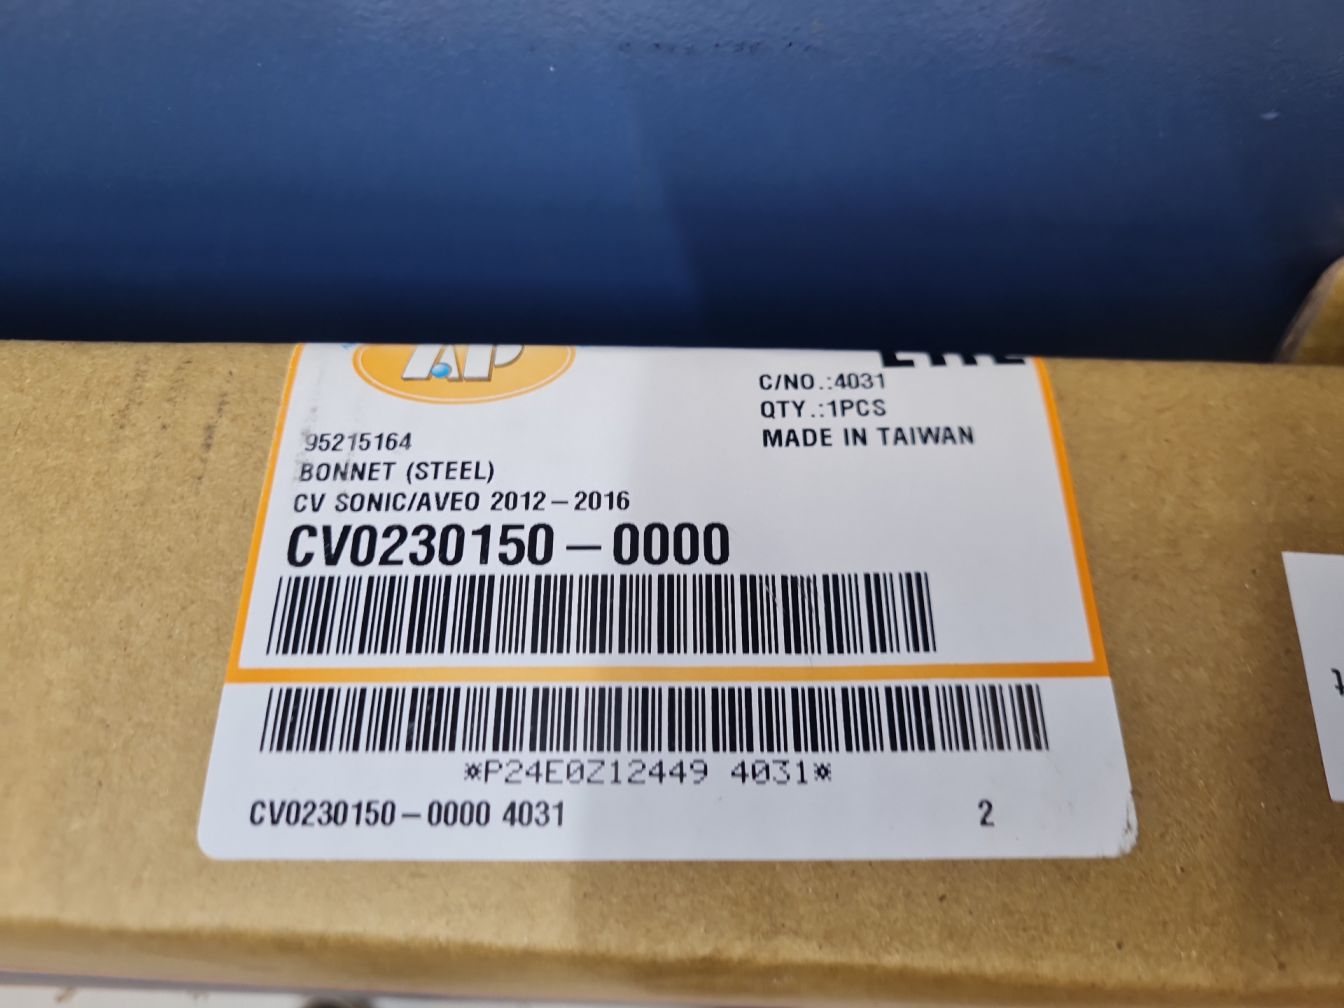 AP
C/NO.:4031
QTY.:1PCS
MADE IN TAIWAN
95215164
BONNET (STEEL)
CV SONIC/AVEO 2012-2016
CV0230150-0000
*P24E0Z12449 4031*
CV0230150-0000 4031
2